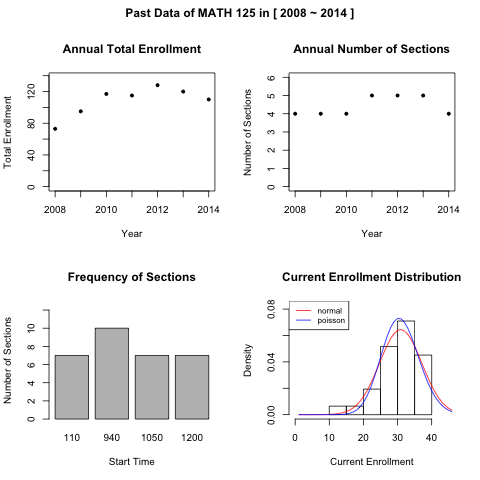 Past Data of MATH 125 in [ 2008 ~ 2014 ]
Annual Total Enrollment
Total Enrollment
0 40 80 120
2008 2010 2012 2014
Year
Annual Number of Sections
Number of Sections
0 1 2 3 4 5 6
2008 2010 2012 2014
Year
Frequency of Sections
Number of Sections
0 2 4 6 8 10
110 940 1050 1200
Start Time
Current Enrollment Distribution
normal
poisson
Density
0.00 0.04 0.08
0 10 20 30 40
Current Enrollment